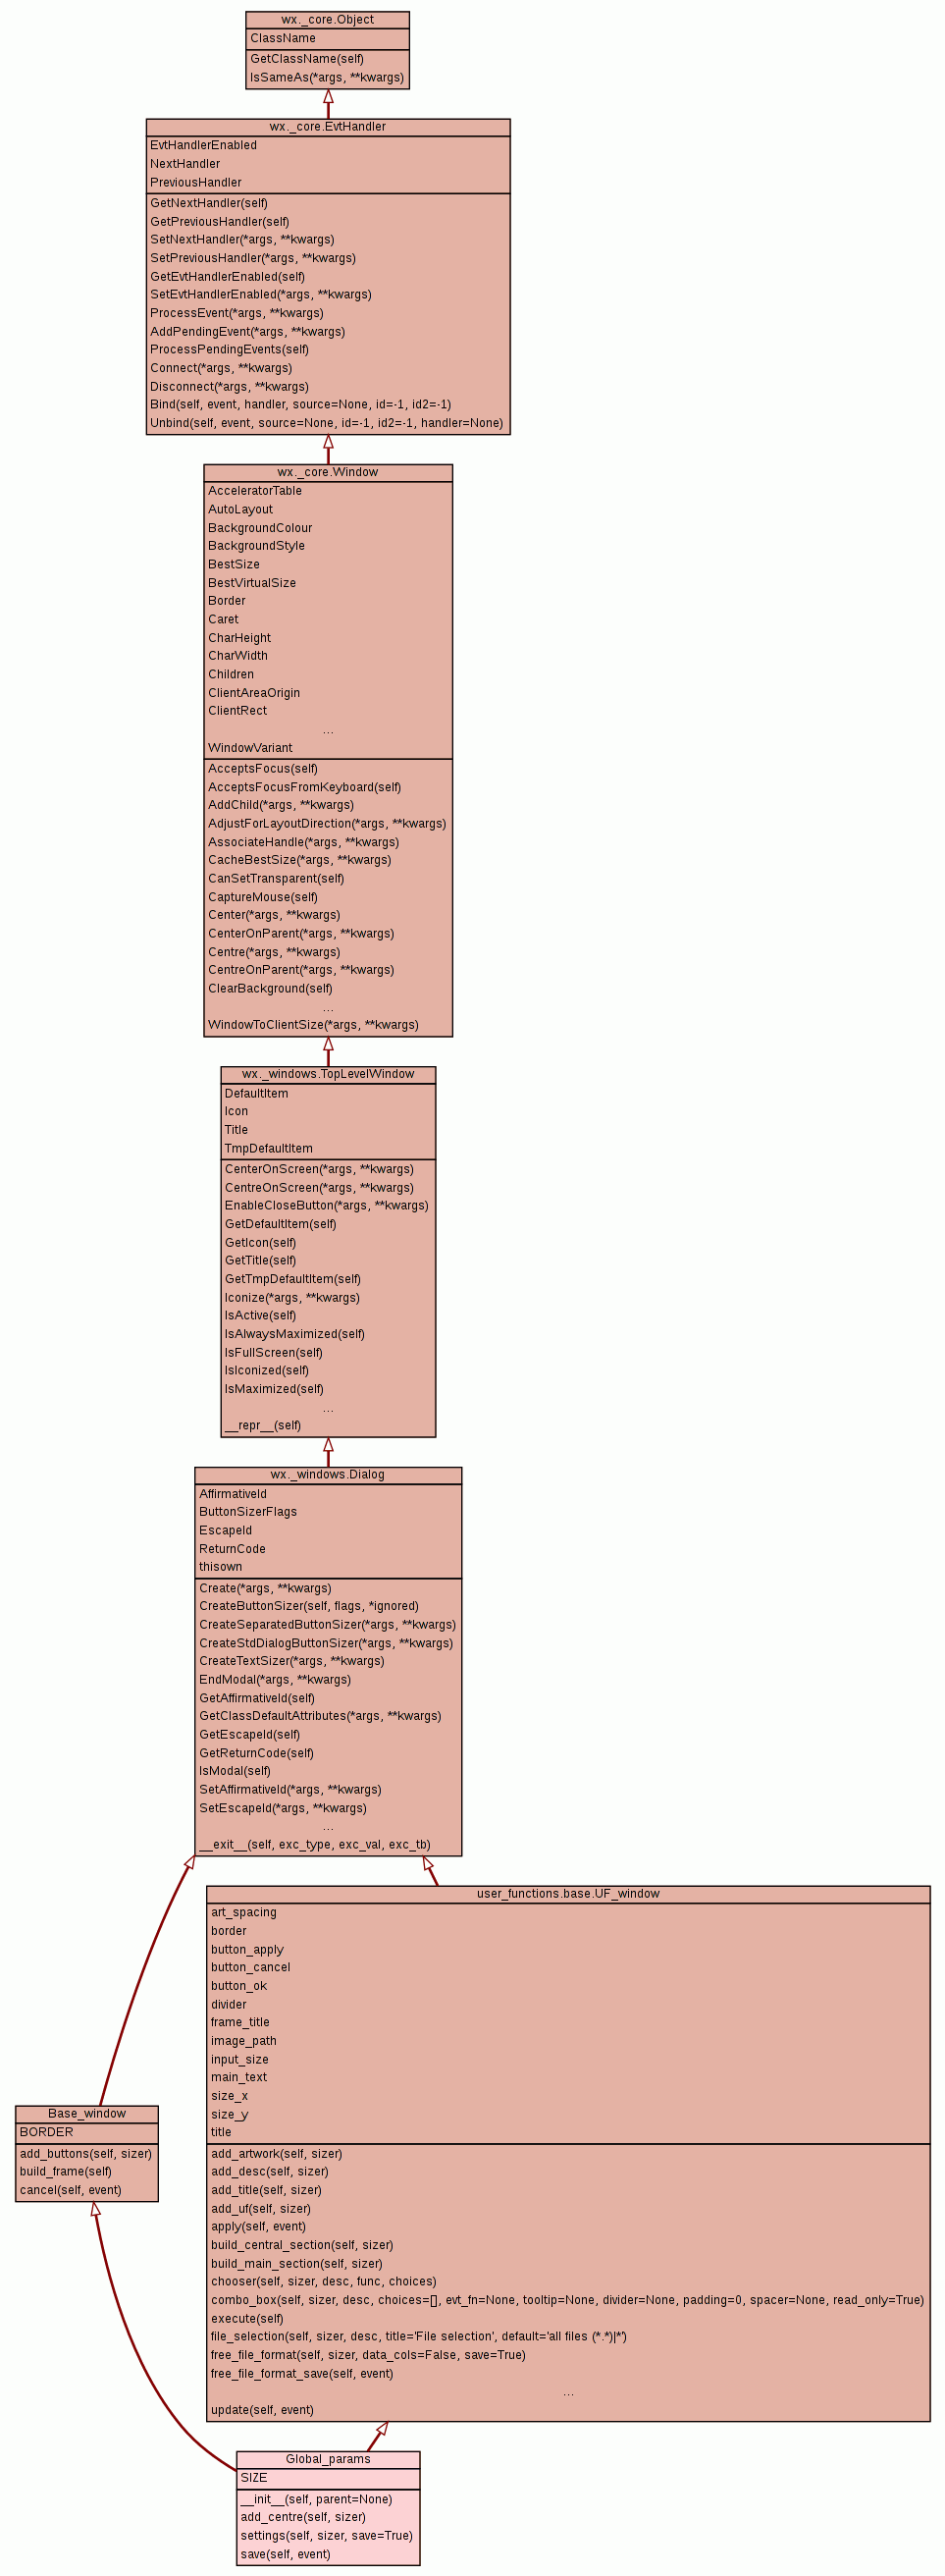 wx._core.Object
ClassName
GetClassName(self)
IsSameAs(*args, **kwargs)
wx._core.EvtHandler
EvtHandlerEnabled
NextHandler
PreviousHandler
GetNextHandler(self)
GetPreviousHandler(self)
SetNextHandler(*args, **kwargs)
SetPreviousHandler(*args, **kwargs)
GetEvtHandlerEnabled(self)
SetEvtHandlerEnabled(*args, **kwargs)
ProcessEvent(*args, **kwargs)
AddPendingEvent(*args, **kwargs)
ProcessPendingEvents(self)
Connect(*args, **kwargs)
Disconnect(*args, **kwargs)
Bind(self, event, handler, source=None, id=-1, id2=-1)
Unbind(self, event, source=None, id=-1, id2=-1, handler=None)
wx._core.Window
AcceleratorTable
AutoLayout
BackgroundColour
BackgroundStyle
BestSize
BestVirtualSize
Border
Caret
CharHeight
CharWidth
Children
ClientAreaOrigin
ClientRect
...
WindowVariant
AcceptsFocus(self)
AcceptsFocusFromKeyboard(self)
AddChild(*args, **kwargs)
AdjustForLayoutDirection(*args, **kwargs)
AssociateHandle(*args, **kwargs)
CacheBestSize(*args, **kwargs)
CanSetTransparent(self)
CaptureMouse(self)
Center(*args, **kwargs)
CenterOnParent(*args, **kwargs)
Centre(*args, **kwargs)
CentreOnParent(*args, **kwargs)
ClearBackground(self)
...
WindowToClientSize(*args, **kwargs)
wx._windows.TopLevelWindow
DefaultItem
Icon
Title
TmpDefaultItem
CenterOnScreen(*args, **kwargs)
CentreOnScreen(*args, **kwargs)
EnableCloseButton(*args, **kwargs)
GetDefaultItem(self)
GetIcon(self)
GetTitle(self)
GetTmpDefaultItem(self)
Iconize(*args, **kwargs)
IsActive(self)
IsAlwaysMaximized(self)
IsFullScreen(self)
IsIconized(self)
IsMaximized(self)
...
__repr__(self)
wx._windows.Dialog
AffirmativeId
ButtonSizerFlags
EscapeId
ReturnCode
thisown
Create(*args, **kwargs)
CreateButtonSizer(self, flags, *ignored)
CreateSeparatedButtonSizer(*args, **kwargs)
CreateStdDialogButtonSizer(*args, **kwargs)
CreateTextSizer(*args, **kwargs)
EndModal(*args, **kwargs)
GetAffirmativeId(self)
GetClassDefaultAttributes(*args, **kwargs)
GetEscapeId(self)
GetReturnCode(self)
IsModal(self)
SetAffirmativeId(*args, **kwargs)
SetEscapeId(*args, **kwargs)
...
__exit__(self, exc_type, exc_val, exc_tb)
user_functions.base.UF_window
art_spacing
border
button_apply
button_cancel
button_ok
divider
frame_title
image_path
input_size
main_text
size_x
size_y
title
add_artwork(self, sizer)
add_desc(self, sizer)
add_title(self, sizer)
add_uf(self, sizer)
apply(self, event)
build_central_section(self, sizer)
build_main_section(self, sizer)
chooser(self, sizer, desc, func, choices)
combo_box(self, sizer, desc, choices=[], evt_fn=None, tooltip=None, divider=None, padding=0, spacer=None, read_only=True)
execute(self)
file_selection(self, sizer, desc, title='File selection', default='all files (*.*)|*')
free_file_format(self, sizer, data_cols=False, save=True)
free_file_format_save(self, event)
...
update(self, event)
Base_window
BORDER
add_buttons(self, sizer)
build_frame(self)
cancel(self, event)
Global_params
SIZE
__init__(self, parent=None)
add_centre(self, sizer)
settings(self, sizer, save=True)
save(self, event)